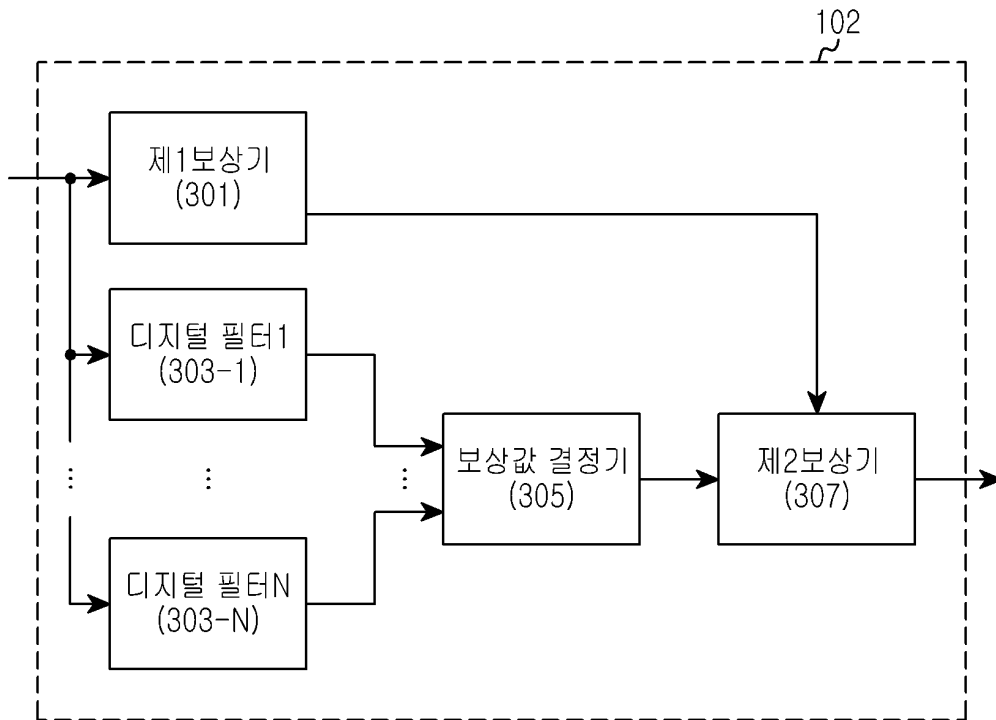 102
제1보상기
(301)
디지털 필터1
(303-1)
보상값 결정기
(305)
제2보상기
(307)
디지털 필터N
(303-N)